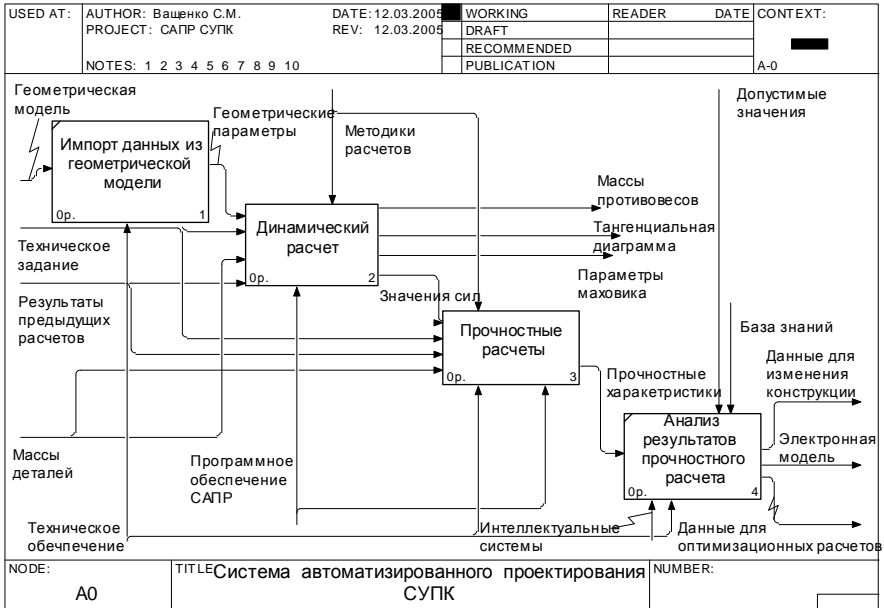 USED AT:
AUTHOR: Ващенко С.М.
DATE: 12.03.2005
PROJECT: САПР СУПК
REV: 12.03.2005
NOTES: 1 2 3 4 5 6 7 8 9 10
WORKING
DRAFT
RECOMMENDED
PUBLICATION
READER
DATE
CONTEXT:
A-0
Геометрическая
модель
Импорт данных из
геометрической
модели
0р.
1
Геометрические
параметры
Методики
расчетов
Допустимые
значения
Техническое
задание
Динамический
расчет
0р.
2
Массы
противовесов
Тангенциальная
диаграмма
Параметры
маховика
Результаты
предыдущих
расчетов
Значения сил
Прочностные
расчеты
0р.
3
База знаний
Прочностные
харакетристики
Данные для
изменения
конструкции
Анализ
результатов
прочностного
расчета
0р.
4
Электронная
модель
Массы
деталей
Программное
обеспечение
САПР
Техническое
обечпечение
Интеллектуальные
системы
Данные для
оптимизационных расчетов
NODE:
A0
TITLE
Система автоматизированного проектирования
СУПК
NUMBER: